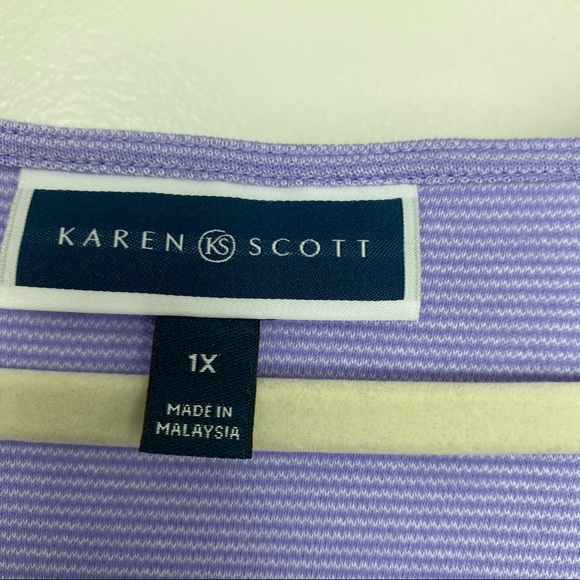 KAREN KS SCOTT
1X
MADE IN
MALAYSIA